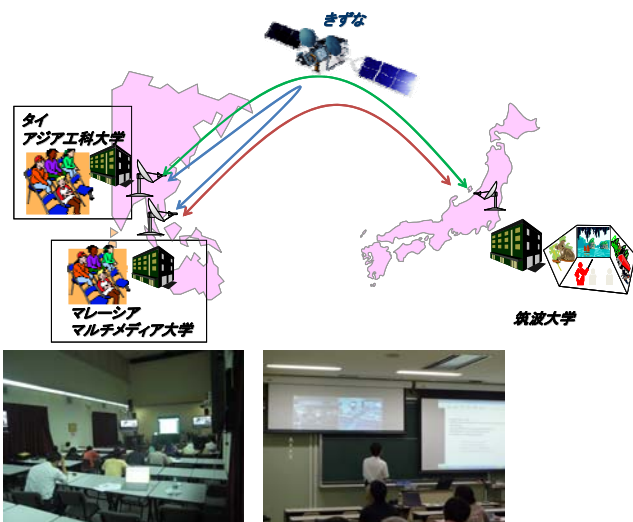 きずな
タイ
アジア工科大学
マレーシア
マルチメディア大学
筑波大学